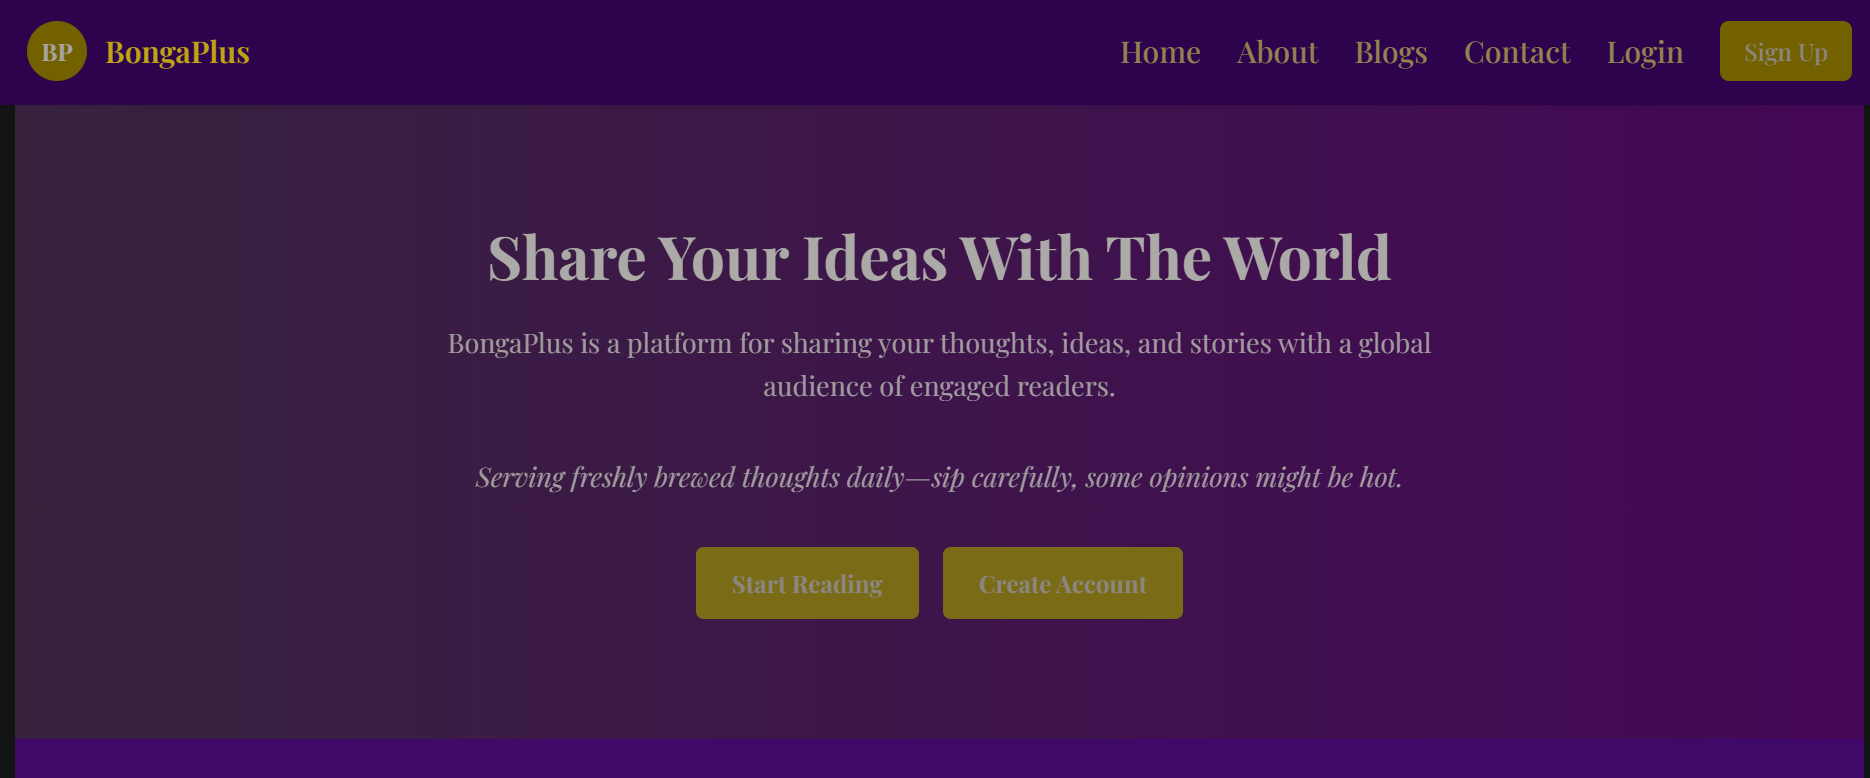 BP BongaPlus Home About Blogs Contact Login Sign Up
Share Your Ideas With The World
BongaPlus is a platform for sharing your thoughts, ideas, and stories with a global
audience of engaged readers.
Serving freshly brewed thoughts daily—sip carefully, some opinions might be hot.
Start Reading Create Account